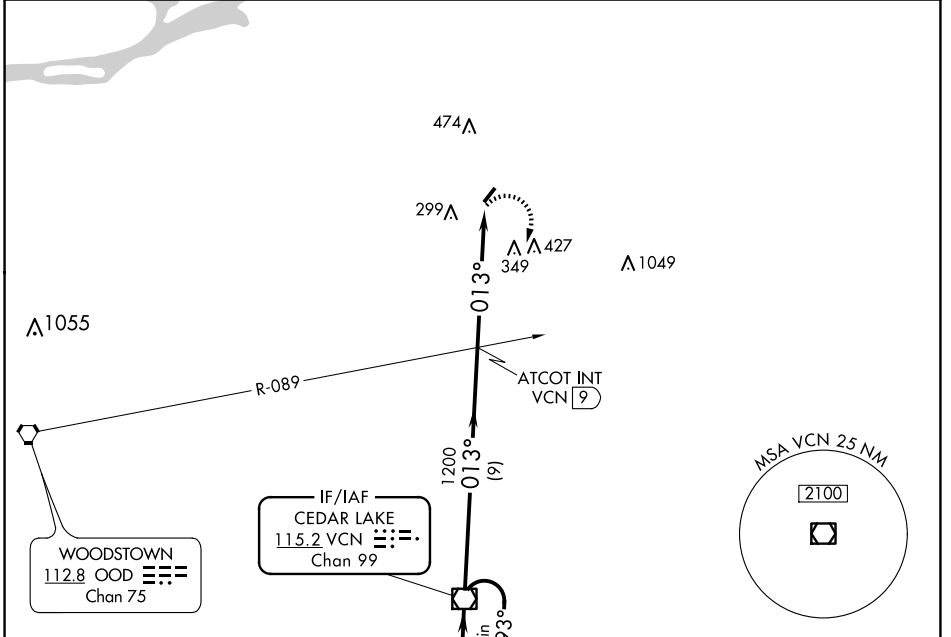 474
299
427
349
1049
013°
1055
R-089
ATCOT INT
VCN 9
1200
013°
(9)
MSA VCN 25 NM
2100
IF/IAF
CEDAR LAKE
115.2 VCN
Chan 99
WOODSTOWN
112.8 OOD
Chan 75